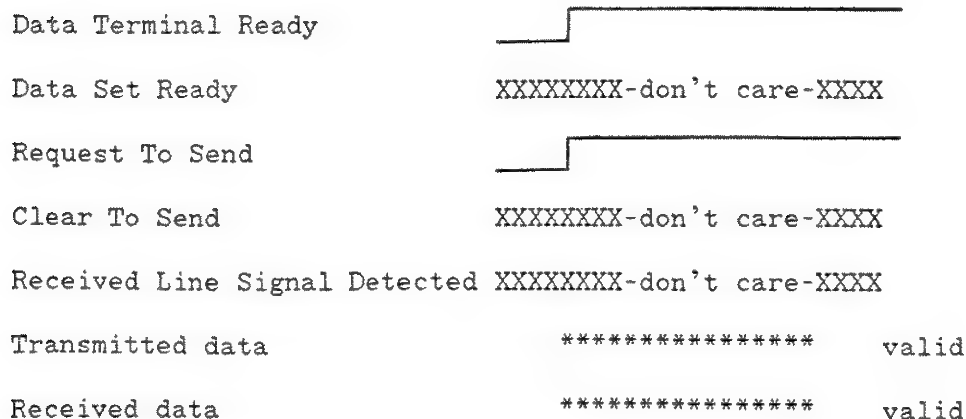 Data Terminal Ready
Data Set Ready XXXXXXXX-don't care-XXXX
Request To Send
Clear To Send XXXXXXXX-don't care-XXXX
Received Line Signal Detected XXXXXXXX-don't care-XXXX
Transmitted data **************** valid
Received data **************** valid